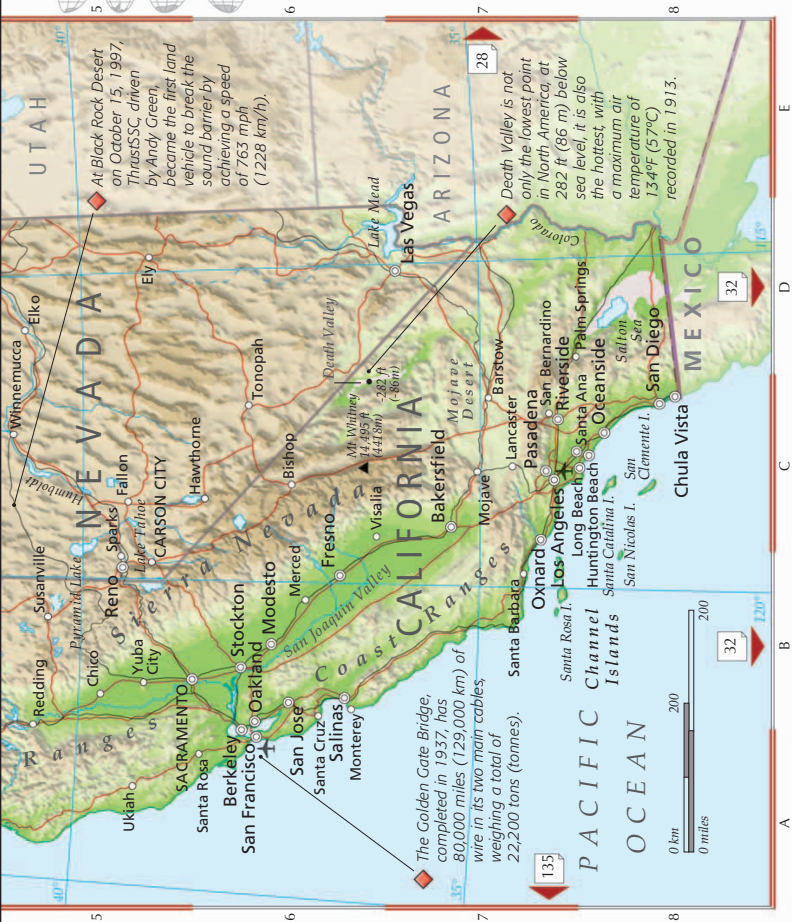 5
6
7
8
40°
35°
UTAH
At Black Rock Desert
on October 15, 1997,
ThrustSSC, driven
by Andy Green,
became the first land
vehicle to break the
sound barrier by
achieving a speed
of 763 mph
(1228 km/h).
28
E
Death Valley is not
only the lowest point
in North America, at
282 ft (86 m) below
sea level, it is also
the hottest, with
a maximum air
temperature of
134°F (57°C)
recorded in 1913.
ARIZONA
Lake Mead
Las Vegas
Colorado
115°
Ely
Elko
Winnemucca
NEVADA
Humboldt
Tonopah
Death Valley
-282 ft
(-86m)
Mt Whitney
14,495 ft
(4418m)
Mojave
Desert
Barstow
Palm Springs
San Bernardino
Riverside
Salton
Sea
MEXICO
32
D
Fallon
Hawthorne
Bishop
CARSON CITY
Lake Tahoe
Sparks
Reno
Pyramid Lake
Susanville
Sierra Nevada
Visalia
Fresno
Bakersfield
CALIFORNIA
Mojave
Lancaster
Pasadena
Santa Ana
Oceanside
San Diego
Chula Vista
Los Angeles
Long Beach
Huntington Beach
Santa Catalina I.
San
Clemente I.
San Nicolas I.
Oxnard
C
Redding
Chico
Yuba
City
SACRAMENTO
Stockton
Modesto
Merced
San Joaquin Valley
Coast Ranges
Santa Barbara
Santa Rosa I.
Channel
Islands
120°
32
B
Ranges
Ukiah
Santa Rosa
Berkeley
Oakland
San Francisco
San Jose
Santa Cruz
Salinas
Monterey
The Golden Gate Bridge,
completed in 1937, has
80,000 miles (129,000 km) of
wire in its two main cables,
weighing a total of
22,200 tons (tonnes).
PACIFIC
OCEAN
0 km
200
0 miles
200
135
40°
35°
5
6
7
8
A